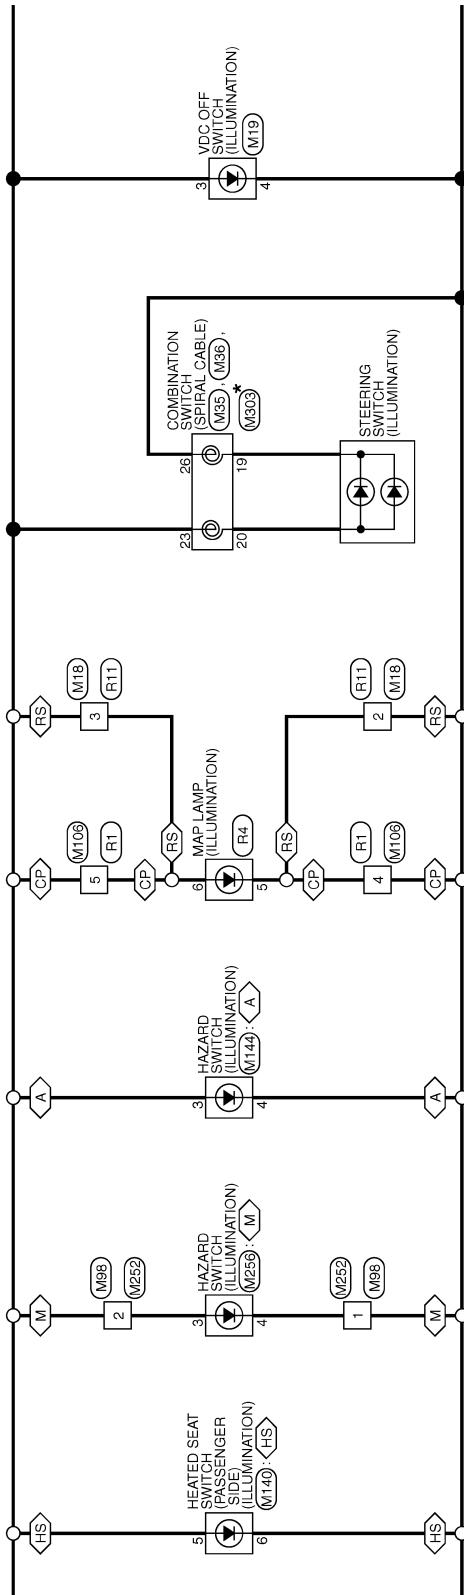 HS
HEATED SEAT
SWITCH
(PASSENGER
SIDE)
(ILLUMINATION)
M140 : HS
5
6
HS
M
M98
2
M252
HAZARD
SWITCH
(ILLUMINATION)
M256 : M
3
4
M252
1
M98
M
A
HAZARD
SWITCH
(ILLUMINATION)
M144 : A
3
4
A
CP
M106
5
R1
CP
RS
M18
3
R11
RS
MAP LAMP
(ILLUMINATION)
R4
6
5
CP
R1
4
M106
CP
RS
R11
2
M18
RS
COMBINATION
SWITCH
(SPIRAL CABLE)
M35 , M36 ,
*
M303
23
26
20
19
STEERING
SWITCH
(ILLUMINATION)
VDC OFF
SWITCH
(ILLUMINATION)
M19
3
4